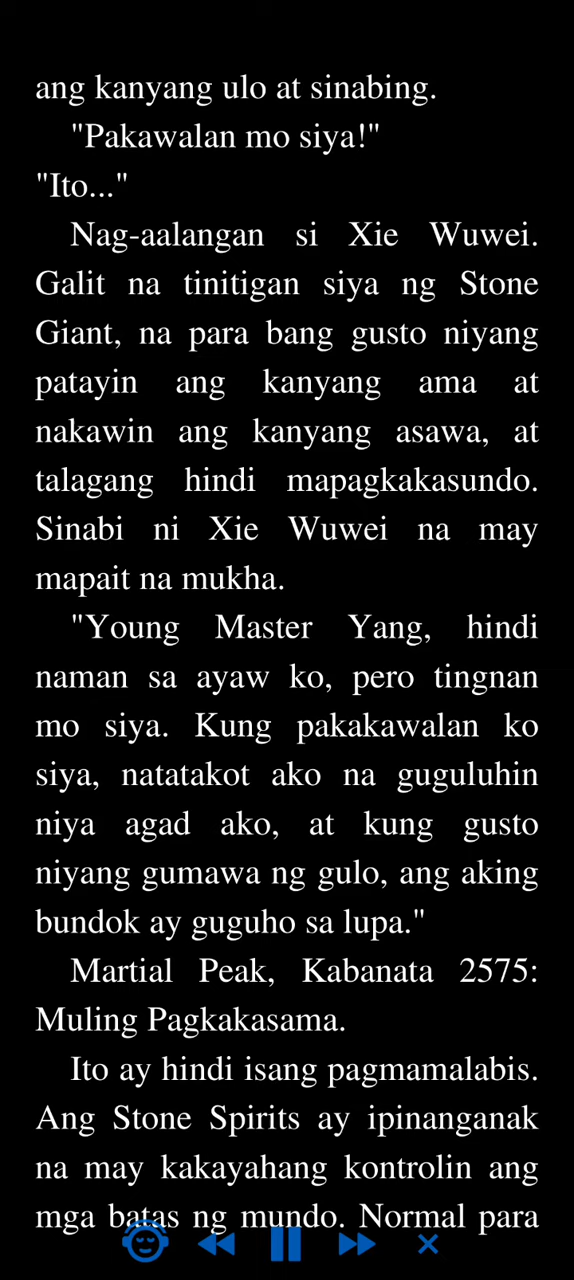 ang kanyang ulo at sinabing.
"Pakawalan mo siya!"
"Ito..."
Nag-aalangan si Xie Wuwei.
Galit na tinitigan siya ng Stone
Giant, na para bang gusto niyang
patayin ang kanyang ama at
nakawin ang kanyang asawa, at
talagang hindi mapagkakasundo.
Sinabi ni Xie Wuwei na may
mapait na mukha.
"Young Master Yang, hindi
naman sa ayaw ko, pero tingnan
mo siya. Kung pakakawalan ko
siya, natatakot ako na guguluhin
niya agad ako, at kung gusto
niyang gumawa ng gulo, ang aking
bundok ay guguho sa lupa."
Martial Peak, Kabanata 2575:
Muling Pagkakasama.
Ito ay hindi isang pagmamalabis.
Ang Stone Spirits ay ipinanganak
na may kakayahang kontrolin ang
mga batas ng mundo. Normal para